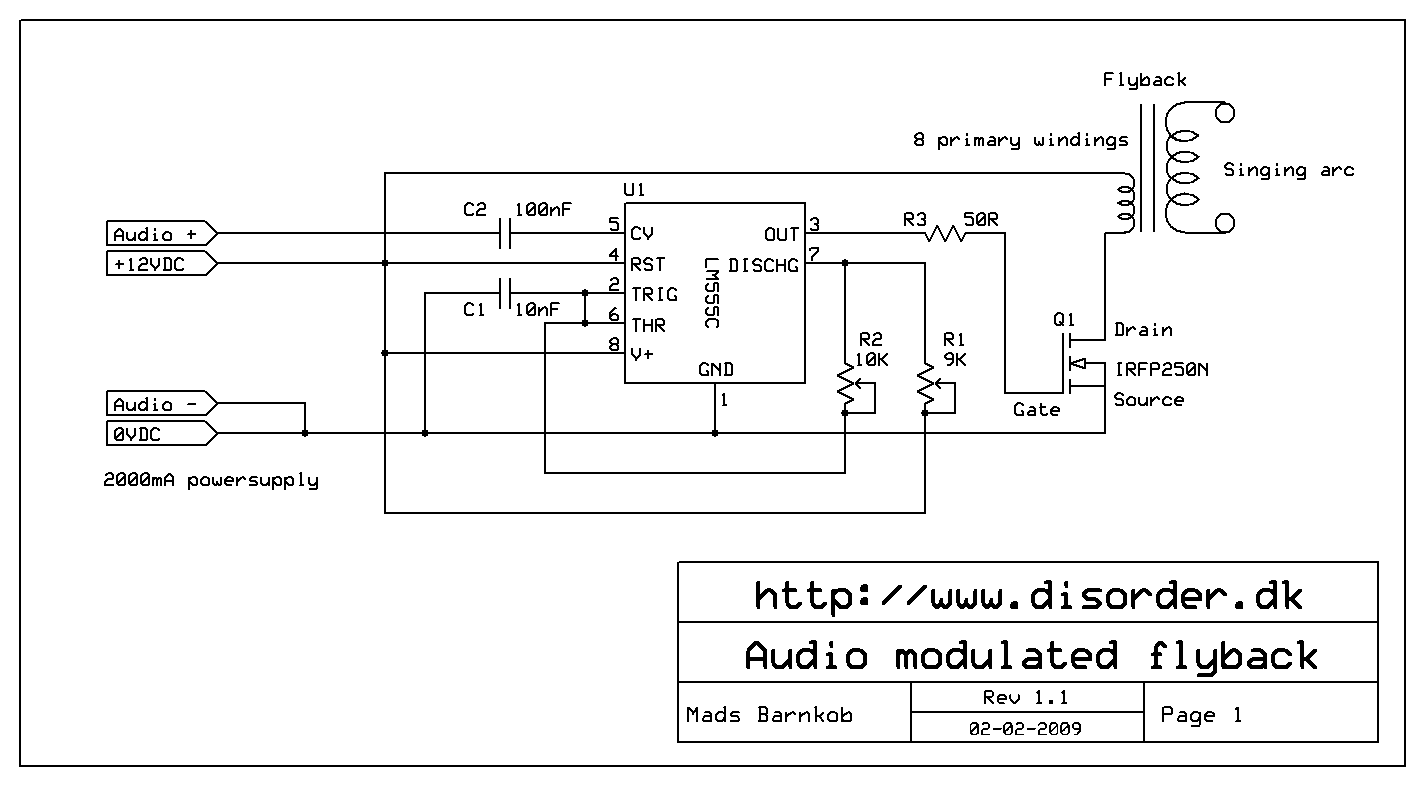 Flyback
8 primary windings
Singing arc
U1
C2 100nF
Audio +
+12VDC
C1 10nF
5 CV
4 RST
2 TRIG
6 THR
8 V+
LM555C
OUT 3
DISCHG 7
GND
1
R3 50R
R2
10K
R1
9K
Q1
Drain
IRFP250N
Source
Gate
Audio -
0VDC
2000mA powersupply
http://www.disorder.dk
Audio modulated flyback
Mads Barnkob
Rev 1.1
02-02-2009
Page 1